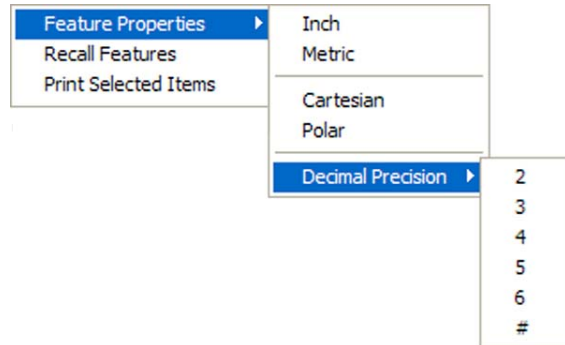 Feature Properties
Recall Features
Print Selected Items
Inch
Metric
Cartesian
Polar
Decimal Precision
2
3
4
5
6
#